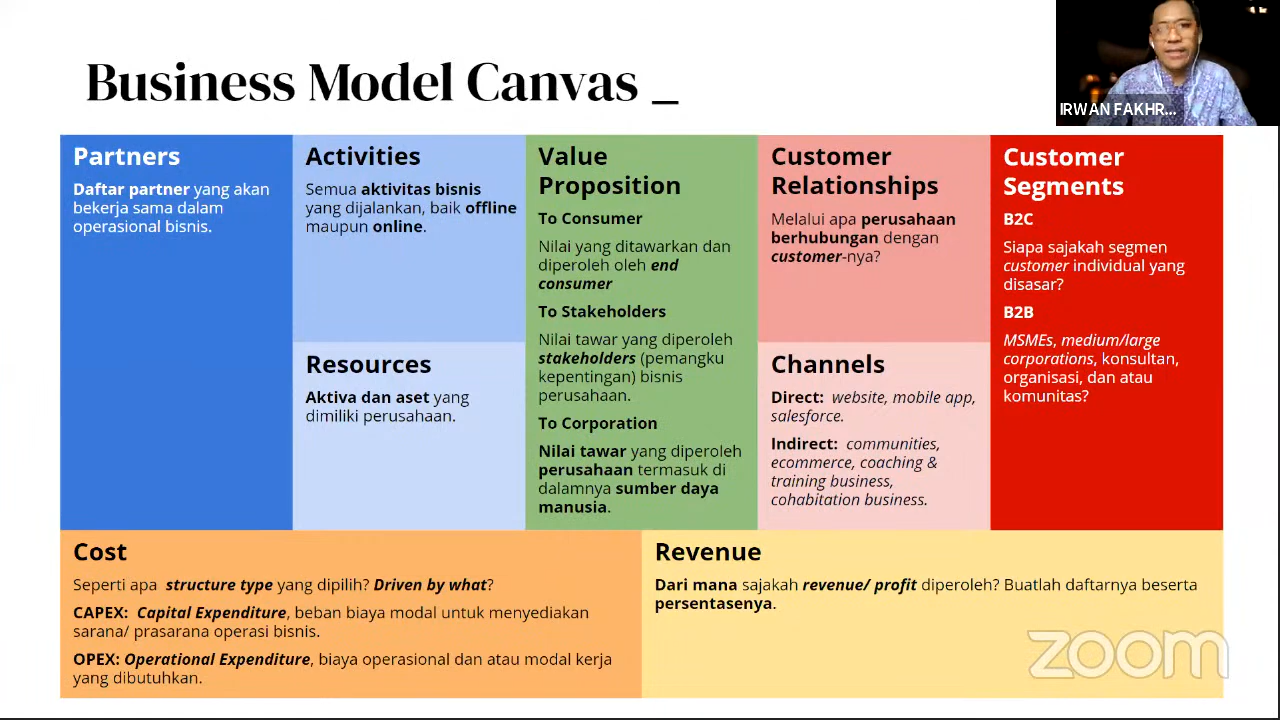 Business Model Canvas _
IRWAN FAKHR...
Partners
Daftar partner yang akan
bekerja sama dalam
operasional bisnis.
Activities
Semua aktivitas bisnis
yang dijalankan, baik offline
maupun online.
Resources
Aktiva dan aset yang
dimiliki perusahaan.
Value
Proposition
To Consumer
Nilai yang ditawarkan dan
diperoleh oleh end
consumer
To Stakeholders
Nilai tawar yang diperoleh
stakeholders (pemangku
kepentingan) bisnis
perusahaan.
To Corporation
Nilai tawar yang diperoleh
perusahaan termasuk di
dalamnya sumber daya
manusia.
Customer
Relationships
Melalui apa perusahaan
berhubungan dengan
customer-nya?
Channels
Direct: website, mobile app,
salesforce.
Indirect: communities,
ecommerce, coaching &
training business,
cohabitation business.
Customer
Segments
B2C
Siapa sajakah segmen
customer individual yang
disasar?
B2B
MSMEs, medium/large
corporations, konsultan,
organisasi, dan atau
komunitas?
Cost
Seperti apa structure type yang dipilih? Driven by what?
CAPEX: Capital Expenditure, beban biaya modal untuk menyediakan
sarana/ prasarana operasi bisnis.
OPEX: Operational Expenditure, biaya operasional dan atau modal kerja
yang dibutuhkan.
Revenue
Dari mana sajakah revenue/ profit diperoleh? Buatlah daftarnya beserta
persentasenya.
zoom